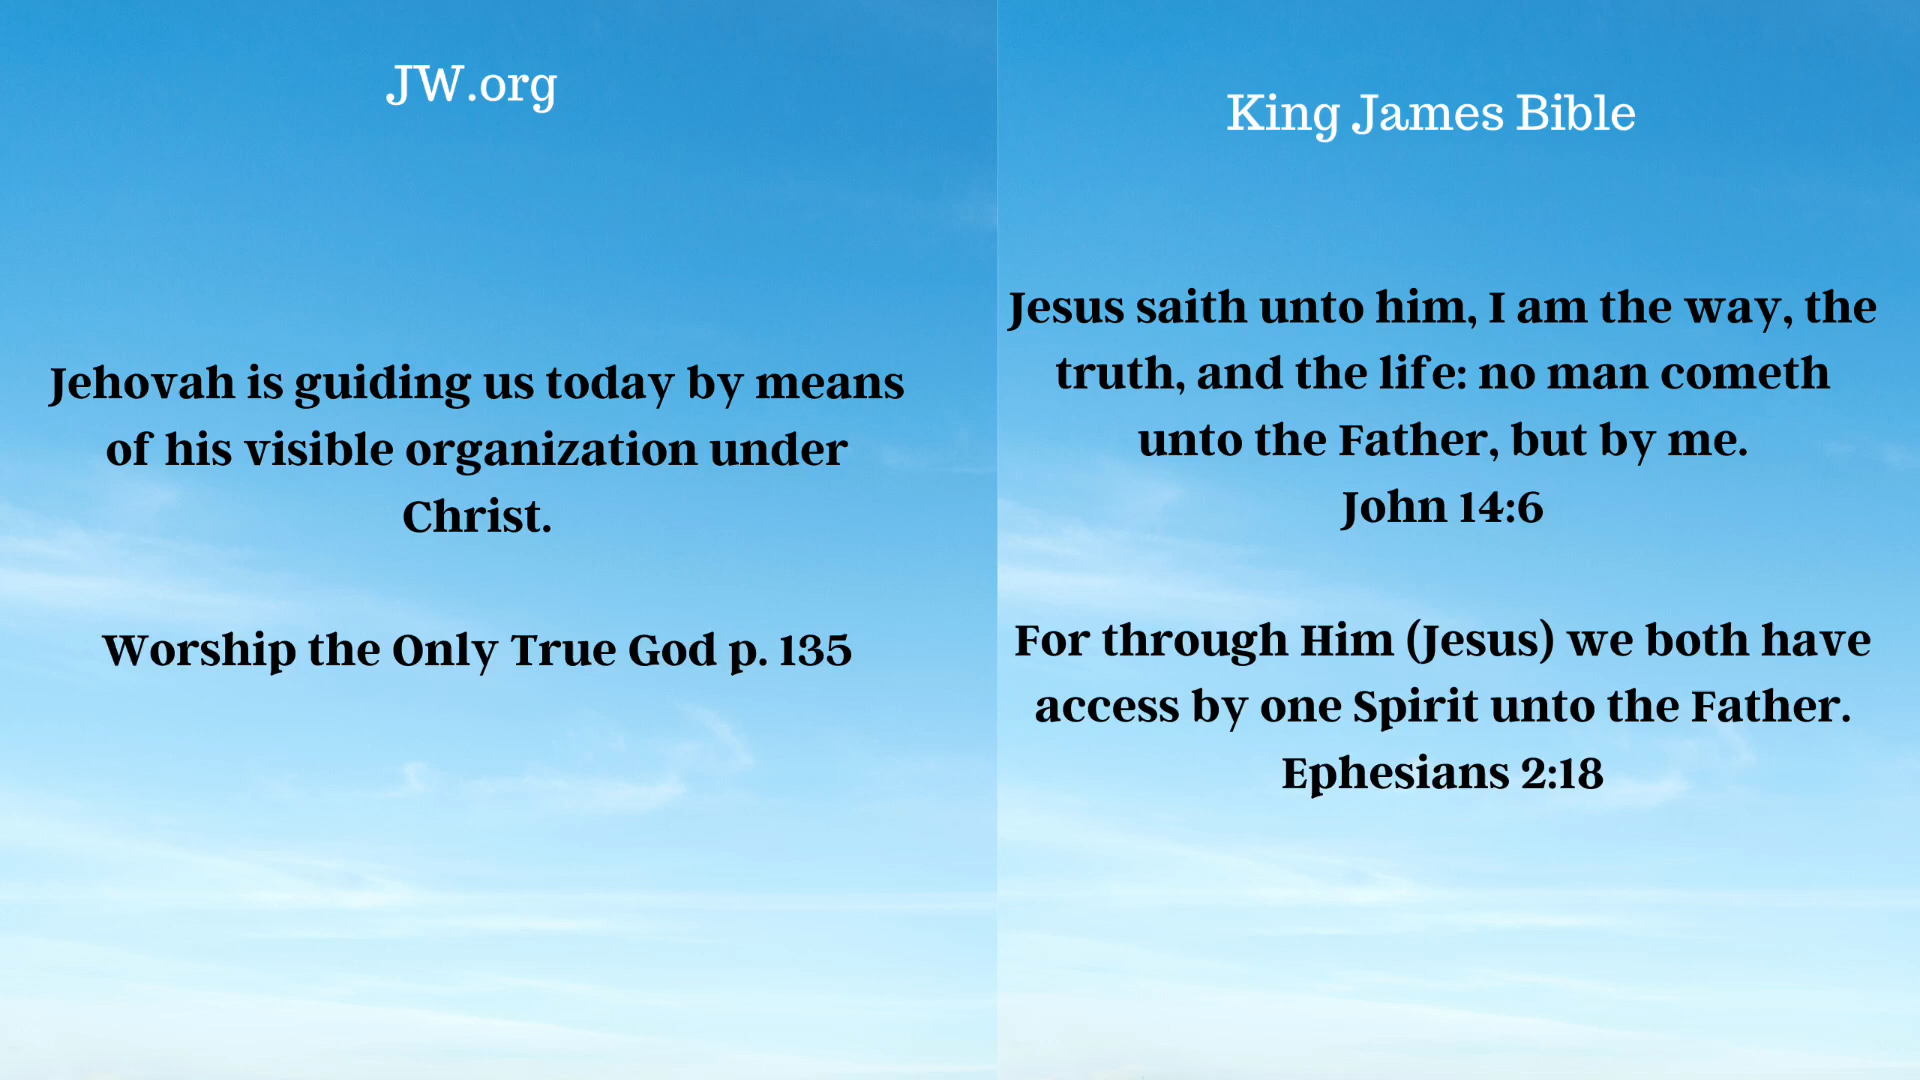 JW.org
Jehovah is guiding us today by means
of his visible organization under
Christ.
Worship the Only True God p. 135
King James Bible
Jesus saith unto him, I am the way, the
truth, and the life: no man cometh
unto the Father, but by me.
John 14:6
For through Him (Jesus) we both have
access by one Spirit unto the Father.
Ephesians 2:18